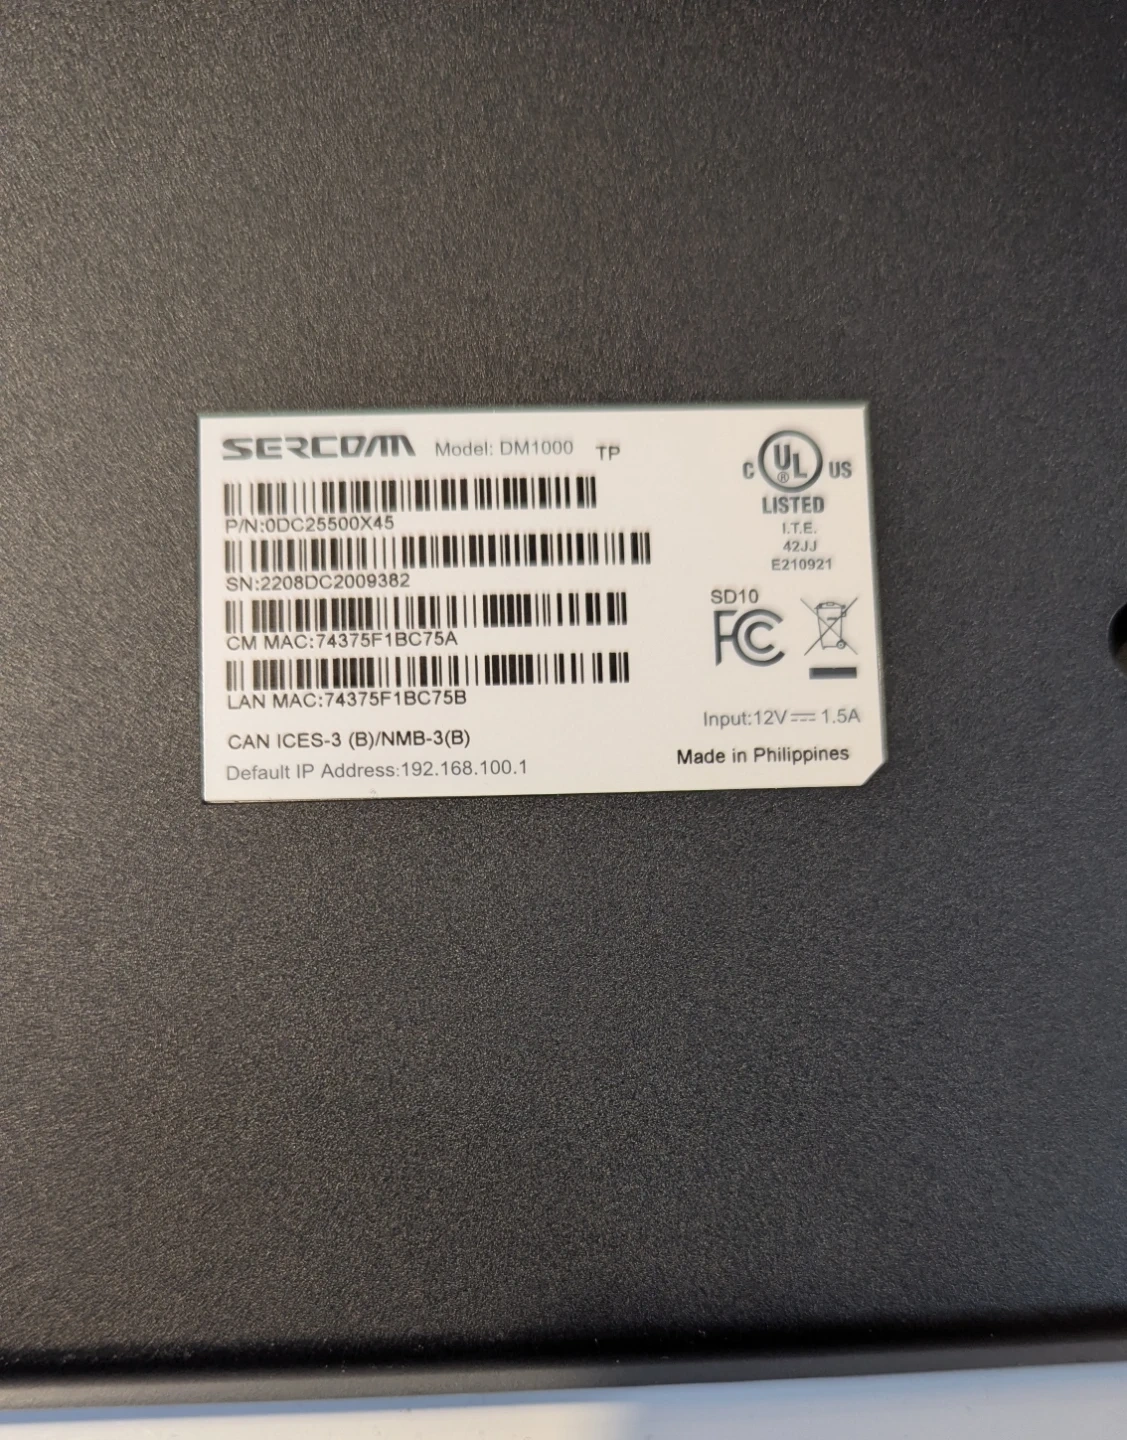 SERCOMM Model: DM1000 TP
P/N:0DC25500X45
SN:2208DC2009382
CM MAC:74375F1BC75A
LAN MAC:74375F1BC75B
CAN ICES-3 (B)/NMB-3(B)
Default IP Address:192.168.100.1
C UL ® US
LISTED
I.T.E.
42JJ
E210921
SD10
FC
Input:12V⎓1.5A
Made in Philippines